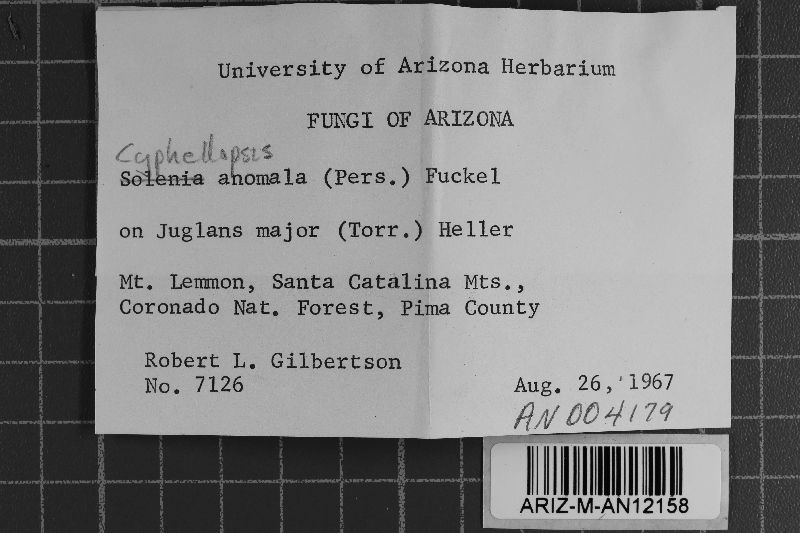 University of Arizona Herbarium
FUNGI OF ARIZONA
Cyphellopsis
Solenia anomala (Pers.) Fuckel
on Juglans major (Torr.) Heller
Mt. Lemmon, Santa Catalina Mts.,
Coronado Nat. Forest, Pima County
Robert L. Gilbertson
No. 7126
Aug. 26, 1967
AN004179
ARIZ-M-AN12158